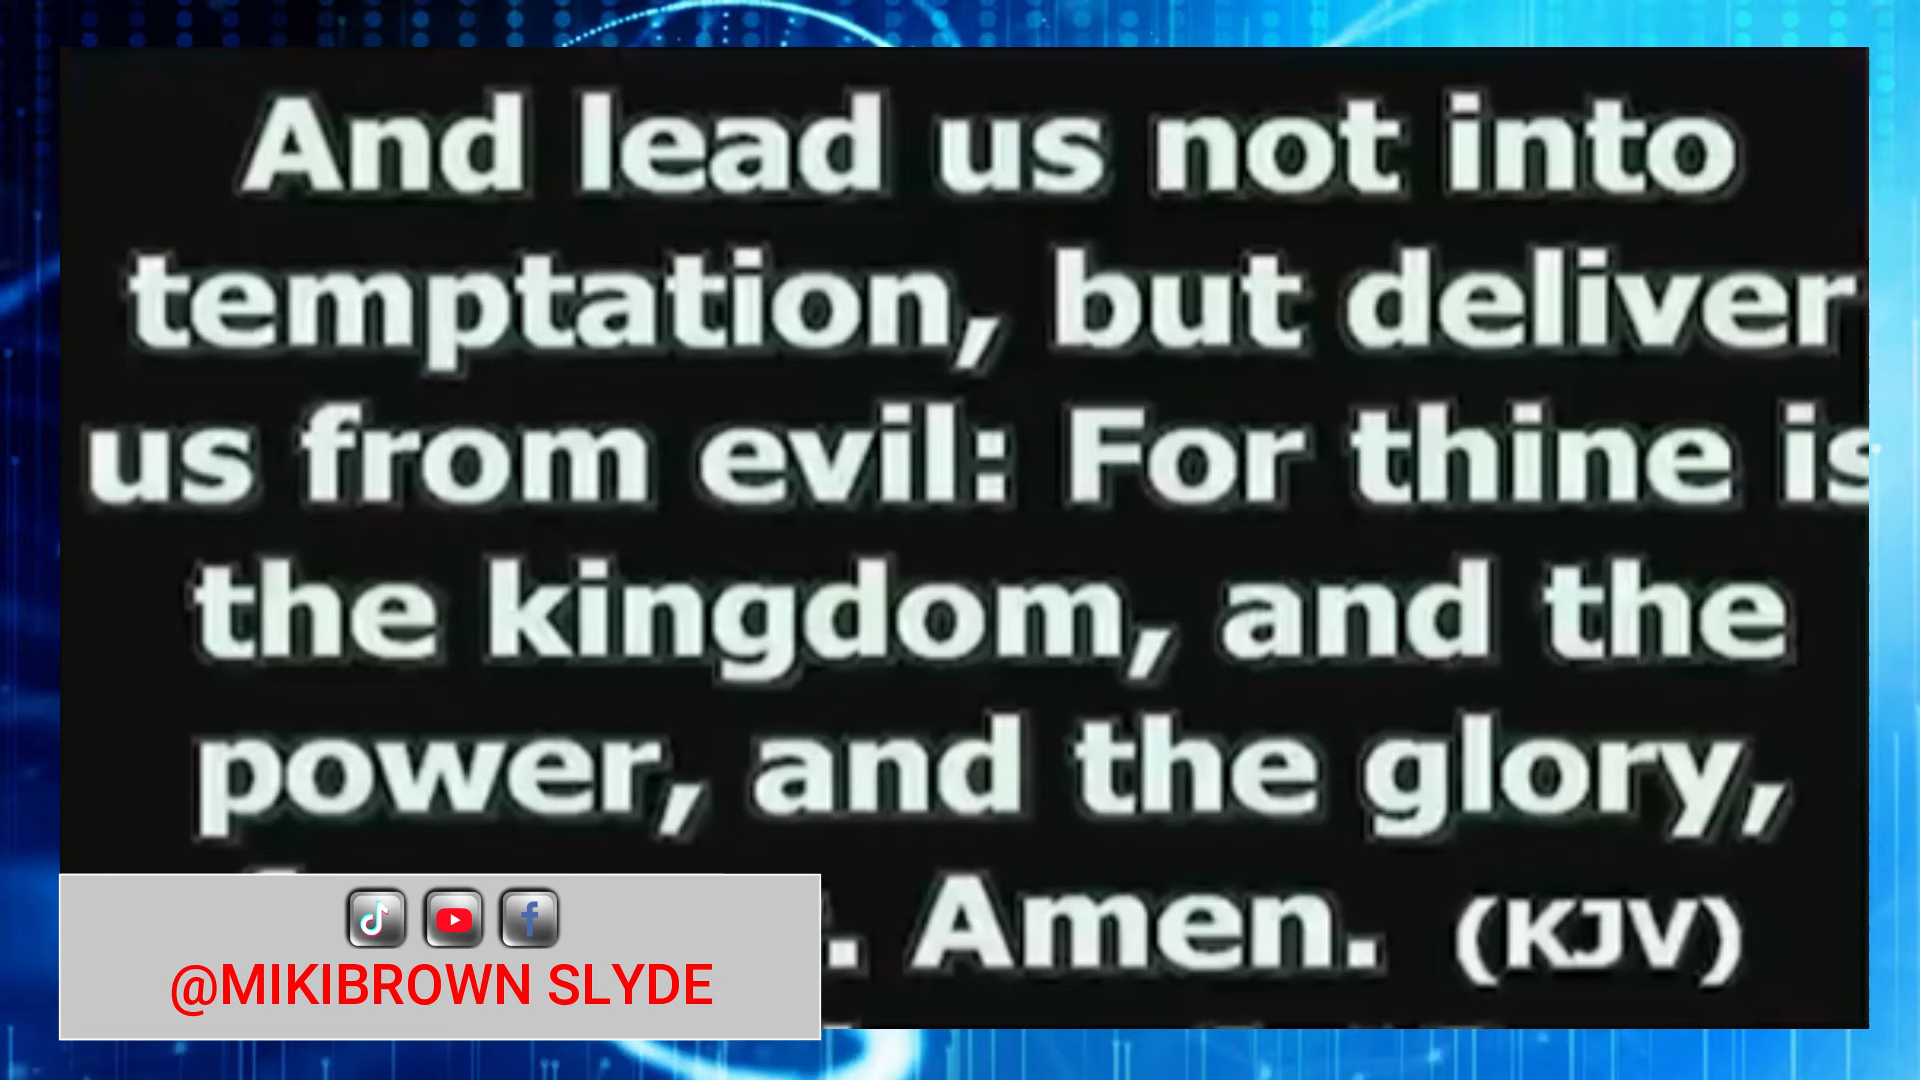 And lead us not into
temptation, but deliver
us from evil: For thine is
the kingdom, and the
power, and the glory,
. Amen. (KJV)
@MIKIBROWN SLYDE